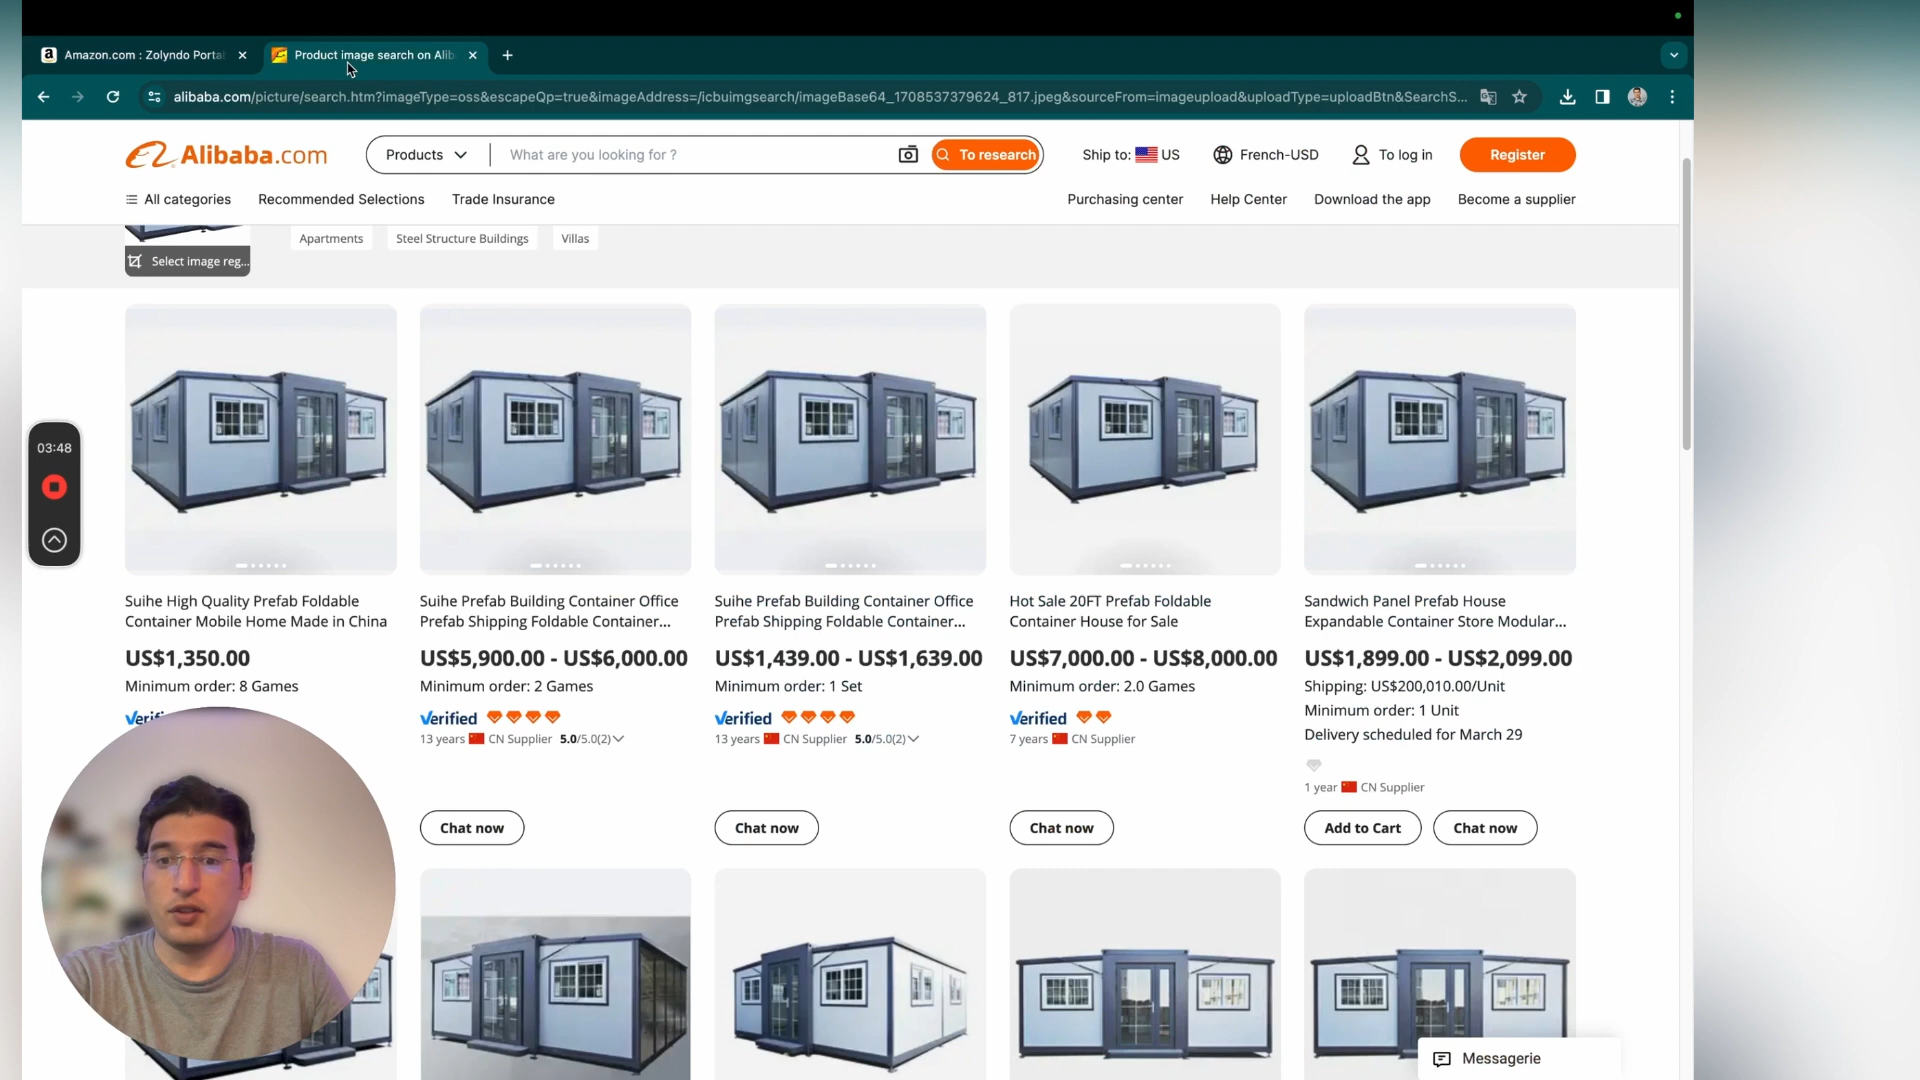 Amazon.com : Zolyndo Porta
Product image search on Alib
alibaba.com/picture/search.htm?imageType=oss&escapeQp=true&imageAddress=/icbuimgsearch/imageBase64_1708537379624_817.jpeg&sourceFrom=imageupload&uploadType=uploadBtn&SearchS...
Alibaba.com
Products
What are you looking for ?
To research
Ship to: US
French-USD
To log in
Register
All categories
Recommended Selections
Trade Insurance
Purchasing center
Help Center
Download the app
Become a supplier
Apartments
Steel Structure Buildings
Villas
Select image reg...
03:48
Suihe High Quality Prefab Foldable
Container Mobile Home Made in China
US$1,350.00
Minimum order: 8 Games
Suihe Prefab Building Container Office
Prefab Shipping Foldable Container...
US$5,900.00 - US$6,000.00
Minimum order: 2 Games
Verified
13 years CN Supplier 5.0/5.0(2)
Chat now
Suihe Prefab Building Container Office
Prefab Shipping Foldable Container...
US$1,439.00 - US$1,639.00
Minimum order: 1 Set
Verified
13 years CN Supplier 5.0/5.0(2)
Chat now
Hot Sale 20FT Prefab Foldable
Container House for Sale
US$7,000.00 - US$8,000.00
Minimum order: 2.0 Games
Verified
7 years CN Supplier
Chat now
Sandwich Panel Prefab House
Expandable Container Store Modular...
US$1,899.00 - US$2,099.00
Shipping: US$200,010.00/Unit
Minimum order: 1 Unit
Delivery scheduled for March 29
1 year CN Supplier
Add to Cart
Chat now
Messagerie